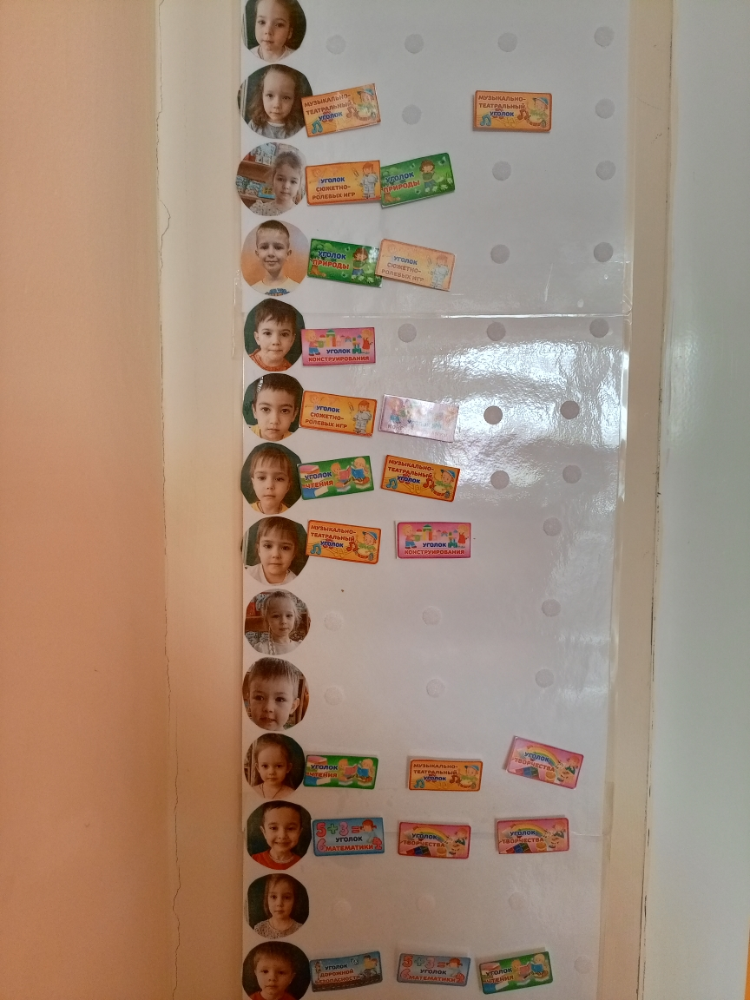 МУЗЫКАЛЬНО-
ТЕАТРАЛЬНЫЙ
УГОЛОК
МУЗЫКАЛЬНО-
ТЕАТРАЛЬНЫЙ
УГОЛОК
УГОЛОК
СЮЖЕТНО-
РОЛЕВЫХ ИГР
УГОЛОК
ПРИРОДЫ
УГОЛОК
ПРИРОДЫ
УГОЛОК
СЮЖЕТНО-
РОЛЕВЫХ ИГР
УГОЛОК
КОНСТРУИРОВАНИЯ
УГОЛОК
СЮЖЕТНО-
РОЛЕВЫХ ИГР
УГОЛОК
ЧТЕНИЯ
МУЗЫКАЛЬНО-
ТЕАТРАЛЬНЫЙ
УГОЛОК
МУЗЫКАЛЬНО-
ТЕАТРАЛЬНЫЙ
УГОЛОК
УГОЛОК
КОНСТРУИРОВАНИЯ
УГОЛОК
ЧТЕНИЯ
МУЗЫКАЛЬНО-
ТЕАТРАЛЬНЫЙ
УГОЛОК
УГОЛОК
ТВОРЧЕСТВА
5+3=
УГОЛОК
МАТЕМАТИКИ
УГОЛОК
ТВОРЧЕСТВА
УГОЛОК
ТВОРЧЕСТВА
УГОЛОК
ДОРОЖНОЙ
БЕЗОПАСНОСТИ
5+3=
УГОЛОК
МАТЕМАТИКИ
УГОЛОК
ЧТЕНИЯ